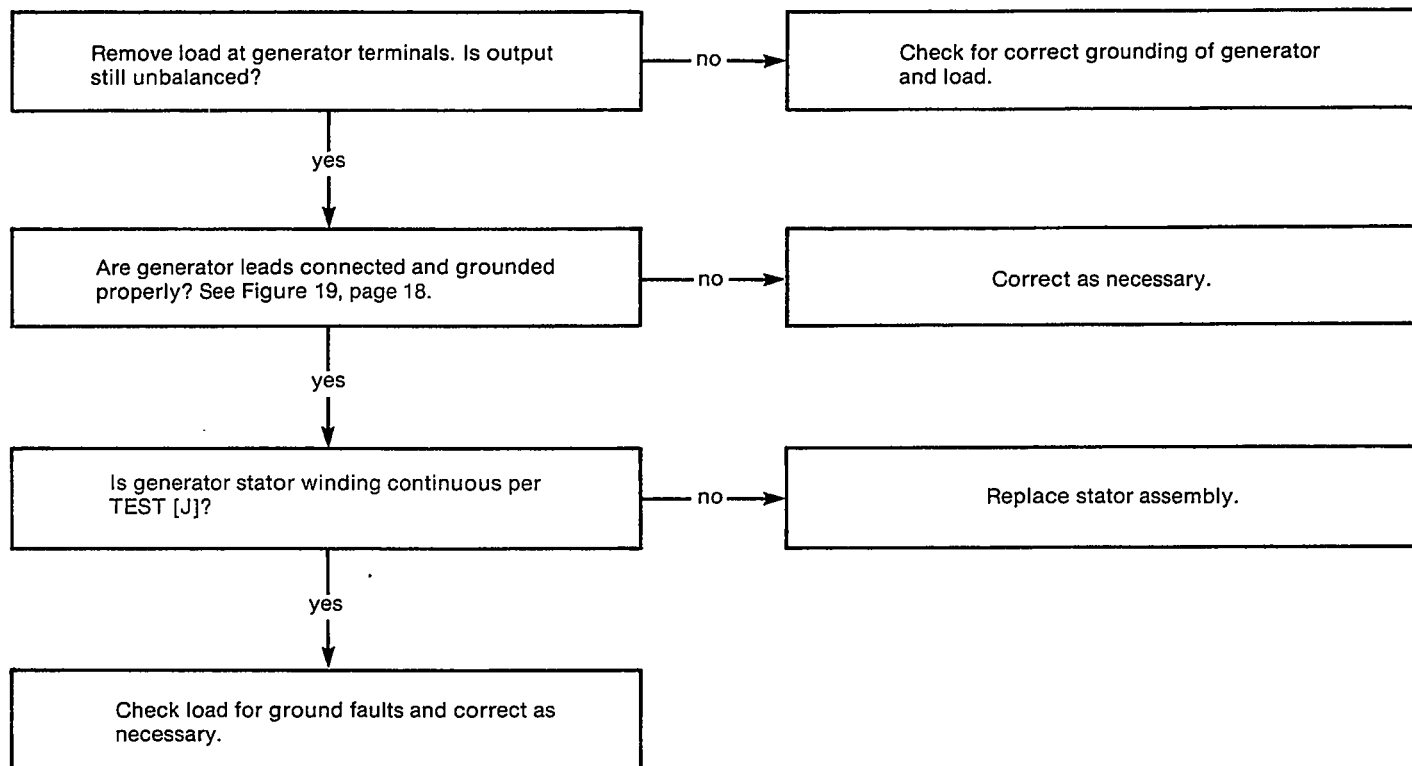 Remove load at generator terminals. Is output
still unbalanced?
no
Check for correct grounding of generator
and load.
yes
Are generator leads connected and grounded
properly? See Figure 19, page 18.
no
Correct as necessary.
yes
Is generator stator winding continuous per
TEST [J]?
no
Replace stator assembly.
yes
Check load for ground faults and correct as
necessary.